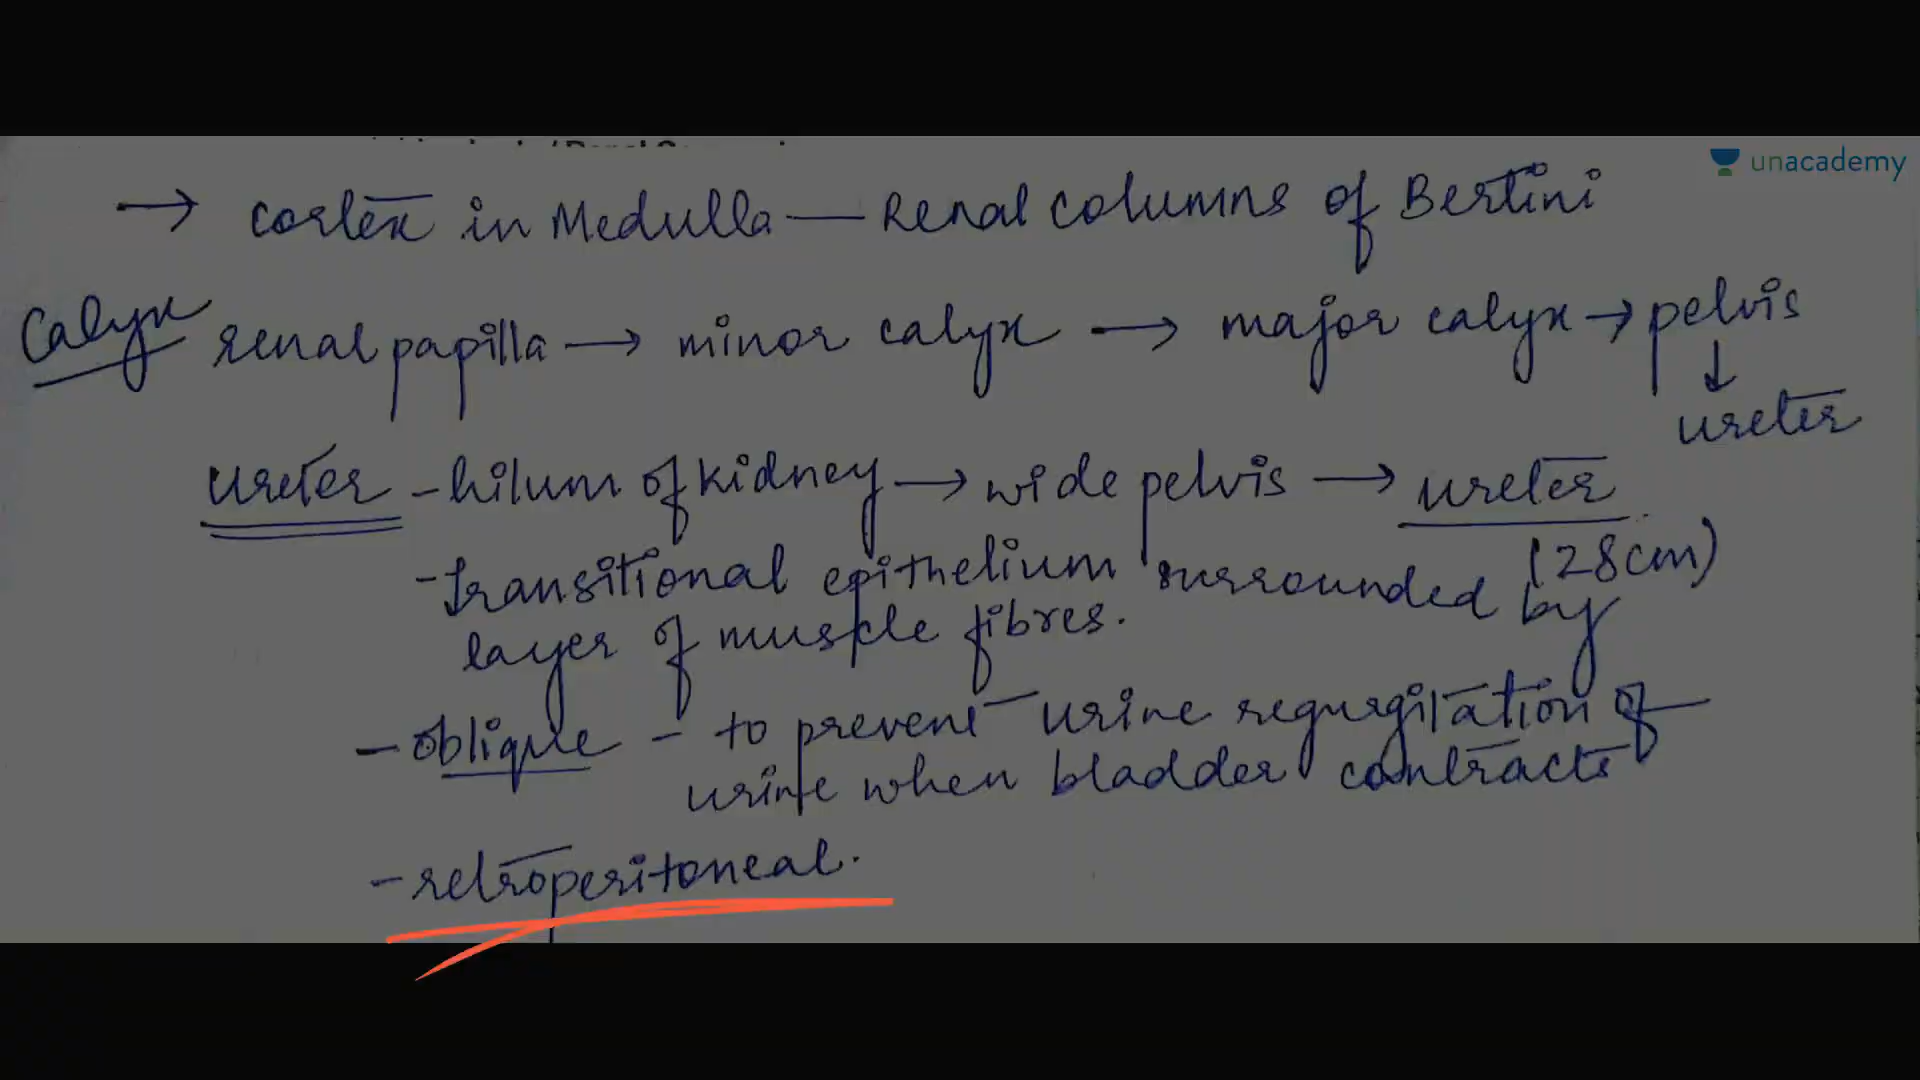 unacademy
→ cortex in Medulla — Renal columns of Bertini
Calyx renal papilla → minor calyx → major calyx → pelvis
↓
ureter
Ureter - hilum of kidney → wide pelvis → ureter
(28cm)
- transitional epithelium surrounded by
layer of muscle fibres.
- oblique - to prevent urine regurgitation of
urine when bladder contracts
- retroperitoneal.